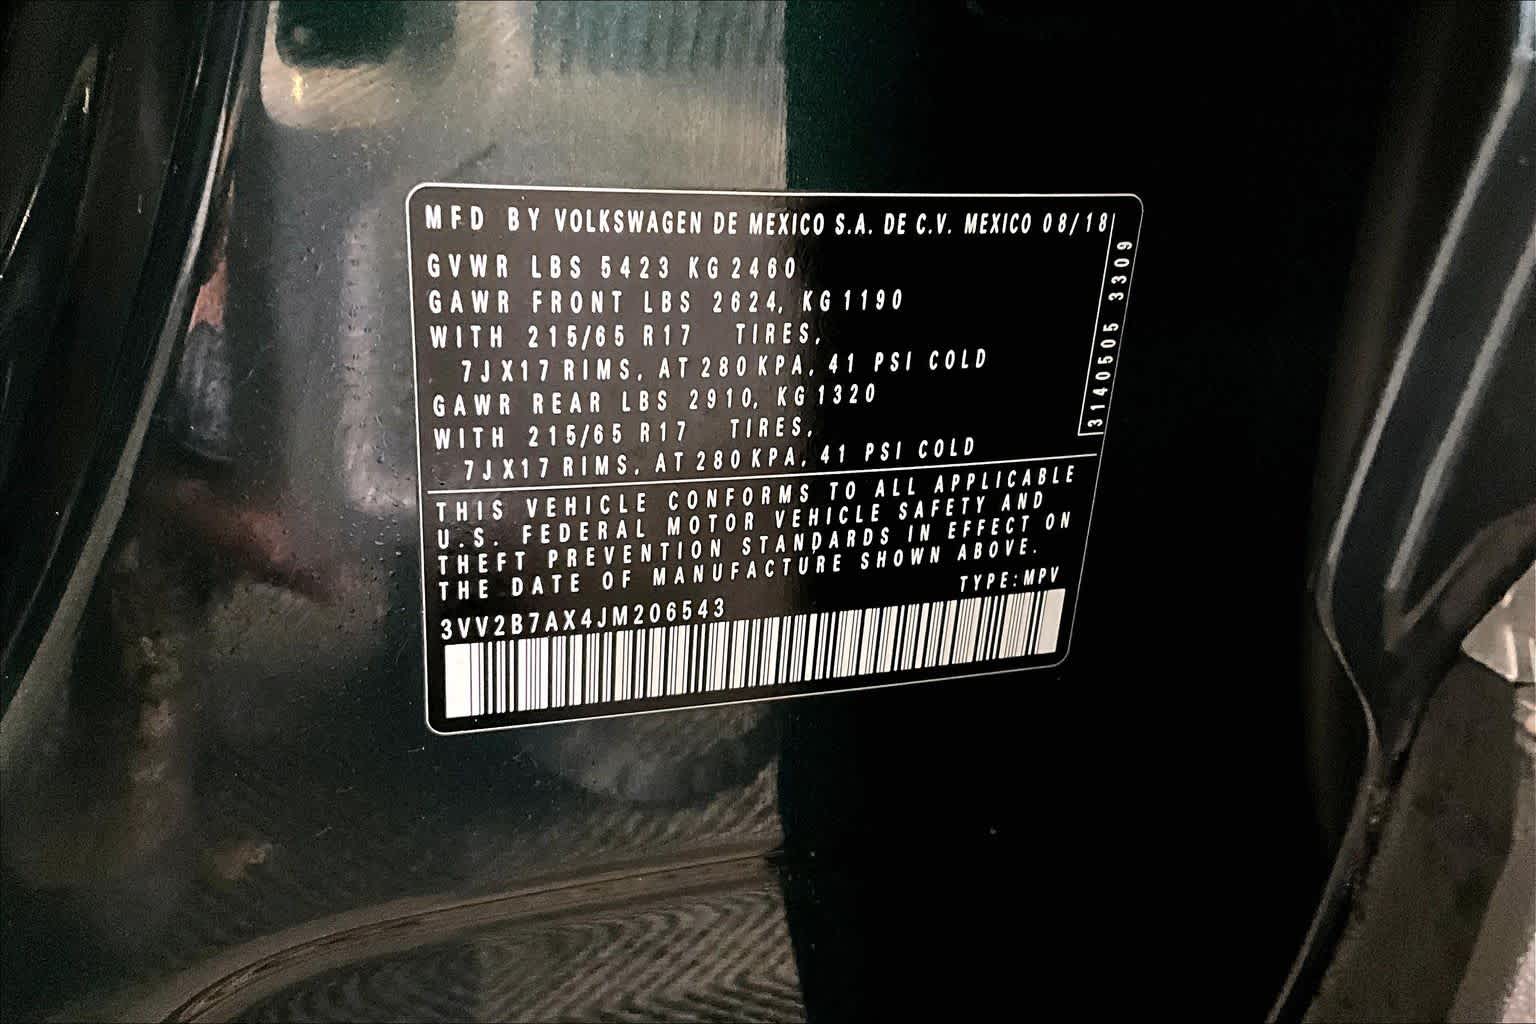 MFD BY VOLKSWAGEN DE MEXICO S.A. DE C.V. MEXICO 08/18
GVWR LBS 5423 KG 2460
GAWR FRONT LBS 2624, KG 1190
WITH 215/65 R17 TIRES,
7JX17 RIMS, AT 280 KPA, 41 PSI COLD
GAWR REAR LBS 2910, KG 1320
WITH 215/65 R17 TIRES,
7JX17 RIMS, AT 280 KPA, 41 PSI COLD
3140505 3309
THIS VEHICLE CONFORMS TO ALL APPLICABLE
U.S. FEDERAL MOTOR VEHICLE SAFETY AND
THEFT PREVENTION STANDARDS IN EFFECT ON
THE DATE OF MANUFACTURE SHOWN ABOVE.
TYPE:MPV
3VV2B7AX4JM206543